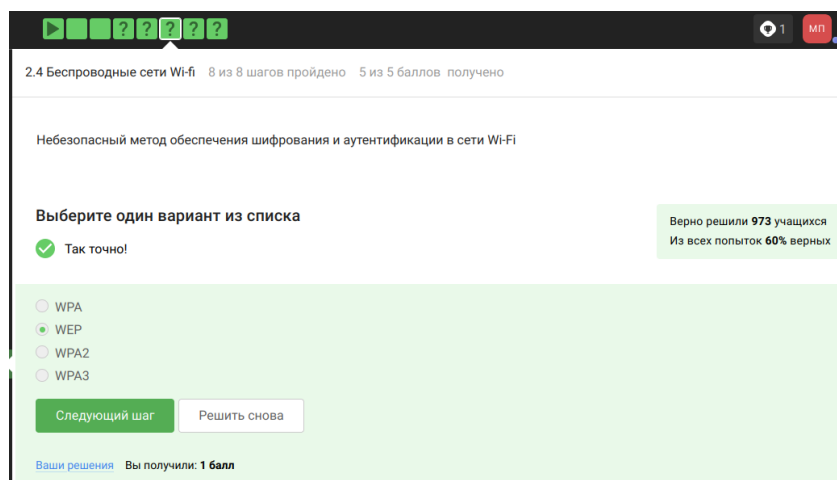 ? ? ? ? ?
1
МП
2.4 Беспроводные сети Wi-fi 8 из 8 шагов пройдено 5 из 5 баллов получено
Небезопасный метод обеспечения шифрования и аутентификации в сети Wi-Fi
Выберите один вариант из списка
Верно решили 973 учащихся
Из всех попыток 60% верных
Так точно!
WPA
WEP
WPA2
WPA3
Следующий шаг Решить снова
Ваши решения Вы получили: 1 балл